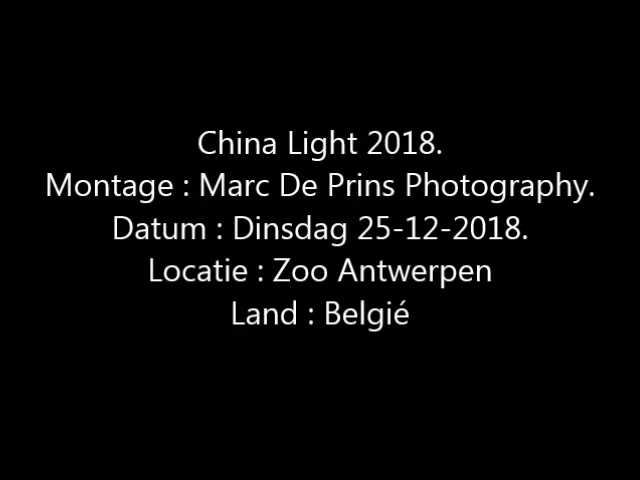 China Light 2018.
Montage : Marc De Prins Photography.
Datum : Dinsdag 25-12-2018.
Locatie : Zoo Antwerpen
Land : Belgié